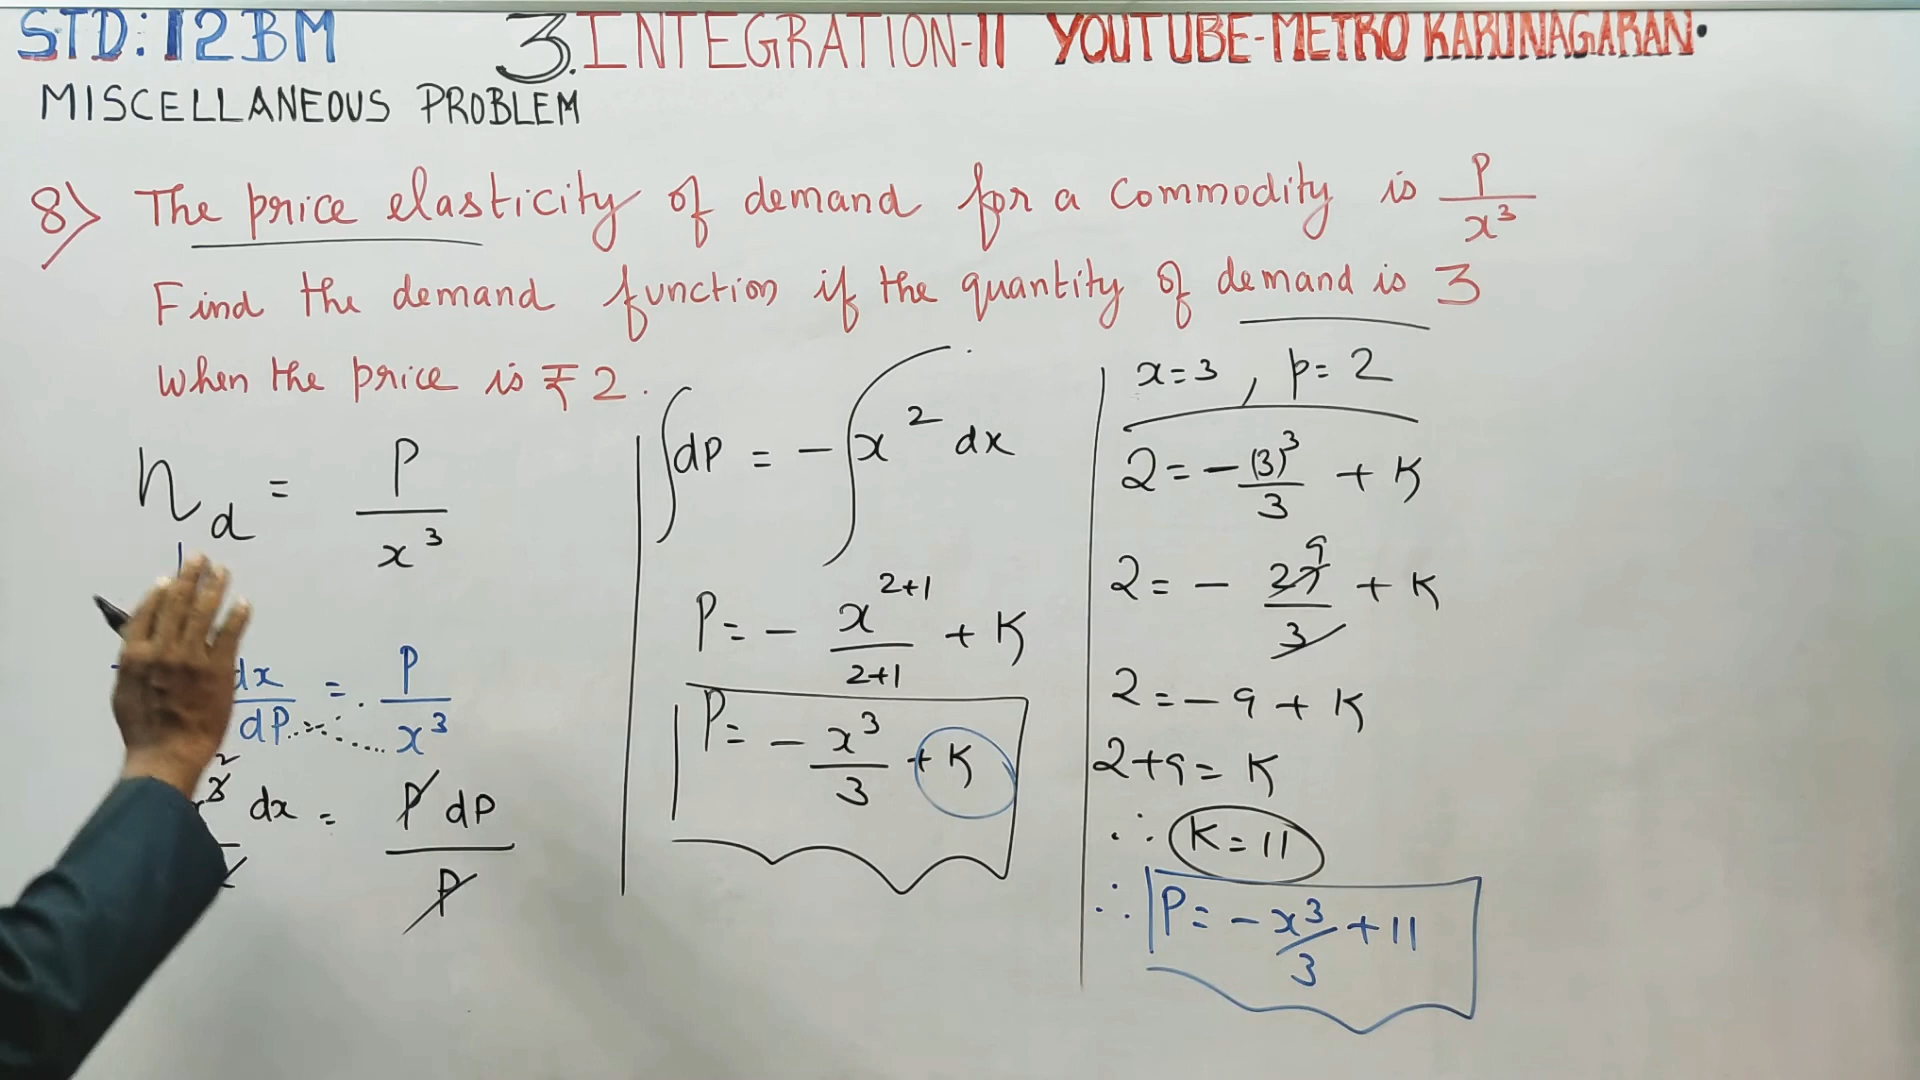 STD: 12 BM 3. INTEGRATION-II YOUTUBE-METRO KARUNAGARAN.
MISCELLANEOUS PROBLEM
8) The price elasticity of demand for a commodity is P/x³
Find the demand function if the quantity of demand is 3
When the price is ₹ 2.
η_d = P/x³
dx/dP = P/x³
x³ 2 dx = P dP / P
∫dP = - ∫x² dx
P = - x²⁺¹/2+1 + K
P = - x³/3 + K
x = 3, p = 2
2 = - (3)³/3 + K
2 = - 27/3 9 + K
2 = - 9 + K
2 + 9 = K
∴ K = 11
∴ P = - x³/3 + 11